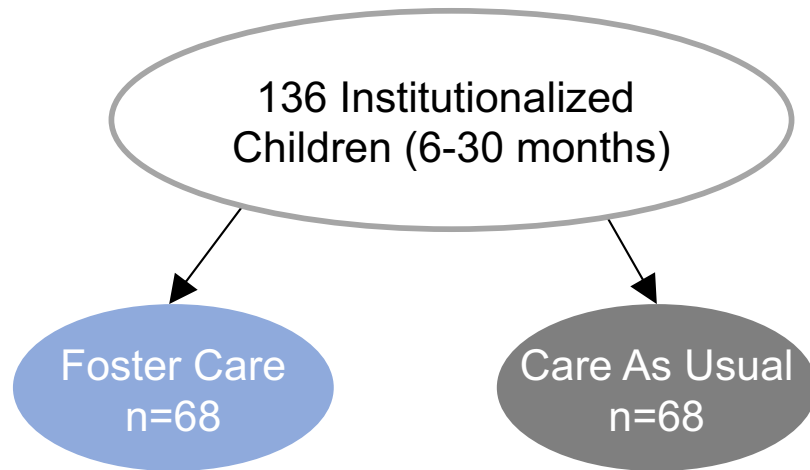 136 Institutionalized
Children (6-30 months)
Foster Care
n=68
Care As Usual
n=68